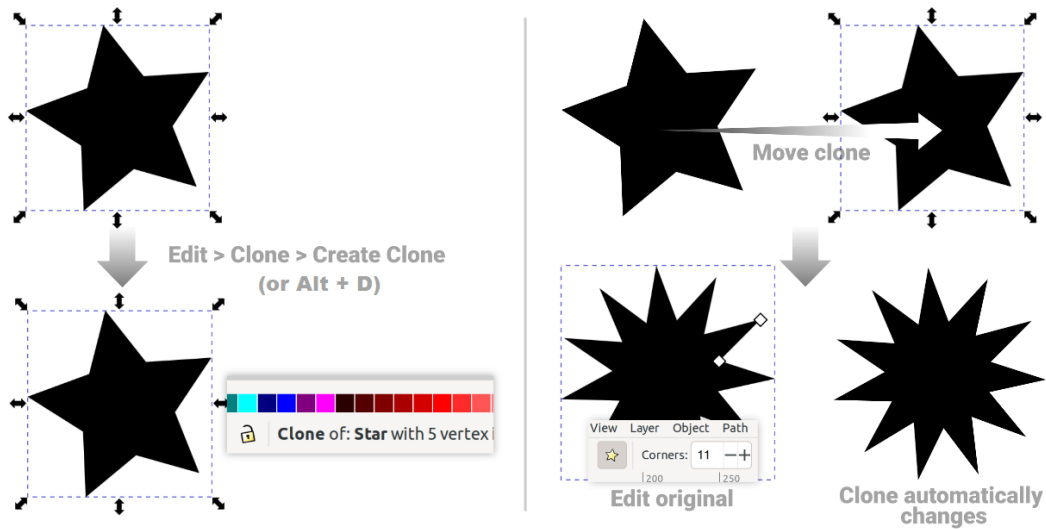 Edit > Clone > Create Clone
(or Alt + D)
Clone of: Star with 5 vertex
Move clone
View Layer Object Path
Corners: 11
200 250
Edit original
Clone automatically
changes